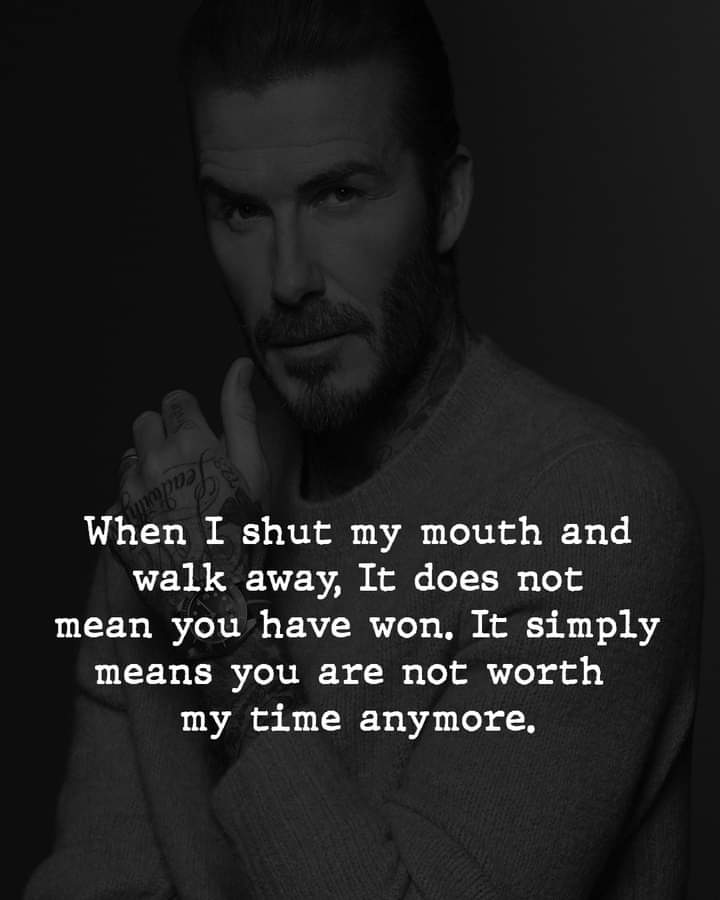 When I shut my mouth and
walk away, It does not
mean you have won. It simply
means you are not worth
my time anymore.